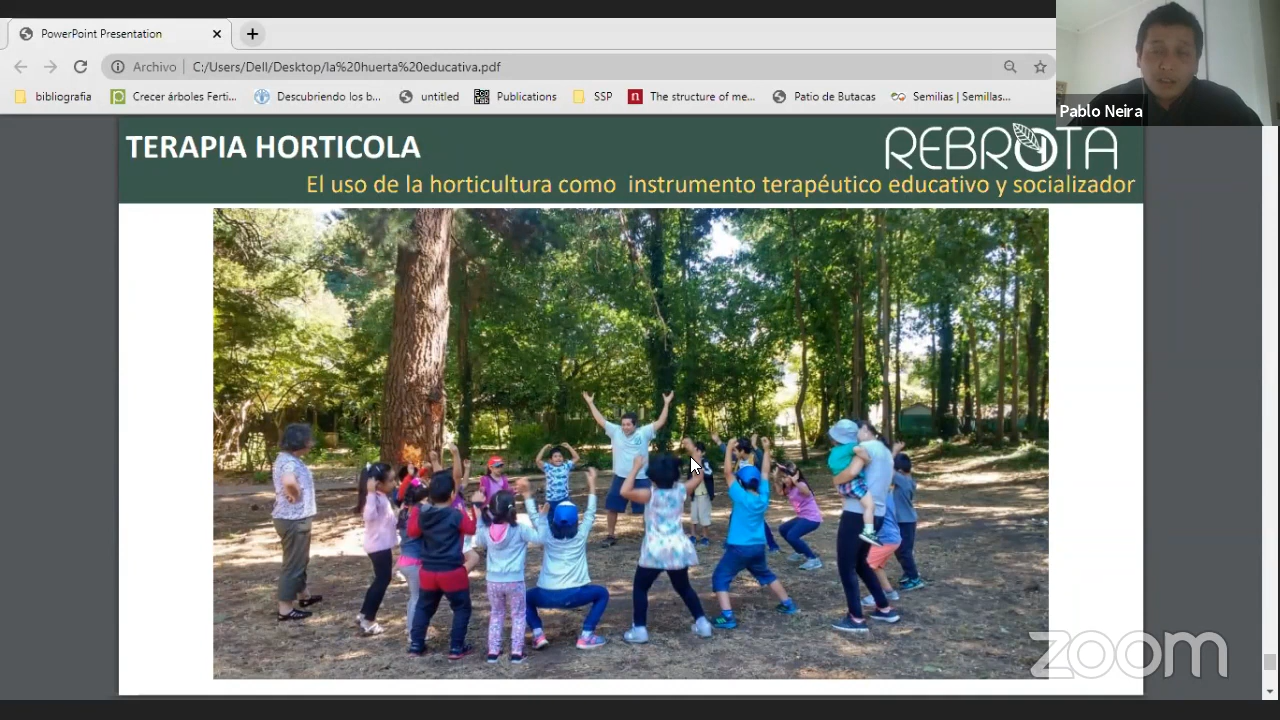 PowerPoint Presentation
Archivo
C:/Users/Dell/Desktop/la%20huerta%20educativa.pdf
bibliografia
Crecer árboles Ferti...
Descubriendo los b...
untitled
Publications
SSP
n
The structure of me...
Patio de Butacas
Semilias | Semillas...
Pablo Neira
TERAPIA HORTICOLA
REBROTA
El uso de la horticultura como instrumento terapéutico educativo y socializador
zoom